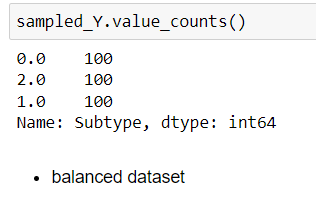 sampled_Y.value_counts()
0.0    100
2.0    100
1.0    100
Name: Subtype, dtype: int64
• balanced dataset